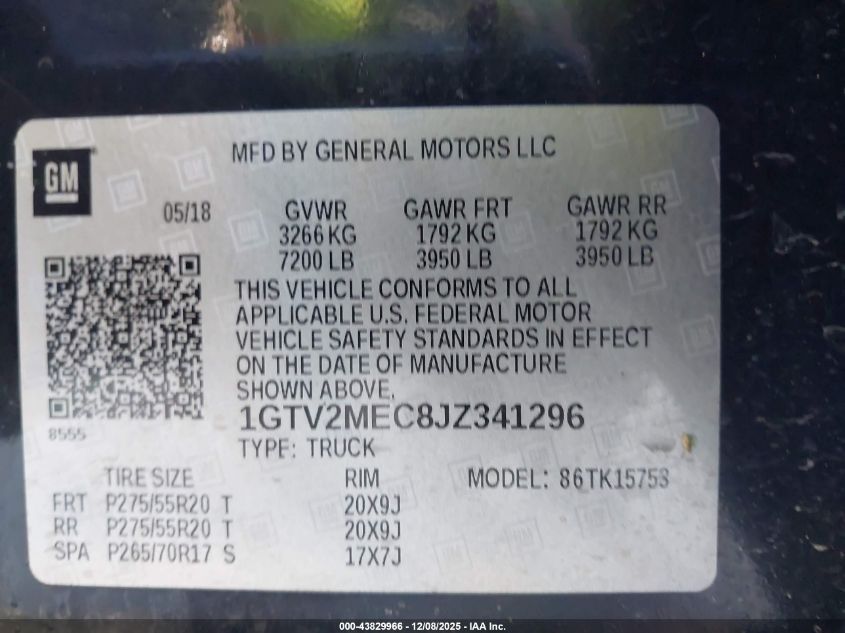 MFD BY GENERAL MOTORS LLC
GM
05/18
GVWR GAWR FRT GAWR RR
3266 KG 1792 KG 1792 KG
7200 LB 3950 LB 3950 LB
THIS VEHICLE CONFORMS TO ALL
APPLICABLE U.S. FEDERAL MOTOR
VEHICLE SAFETY STANDARDS IN EFFECT
ON THE DATE OF MANUFACTURE
SHOWN ABOVE.
1GTV2MEC8JZ341296
8555
TYPE: TRUCK
TIRE SIZE RIM MODEL: 86TK15753
FRT P275/55R20 T 20X9J
RR P275/55R20 T 20X9J
SPA P265/70R17 S 17X7J
000-43829966 - 12/08/2025 - IAA Inc.